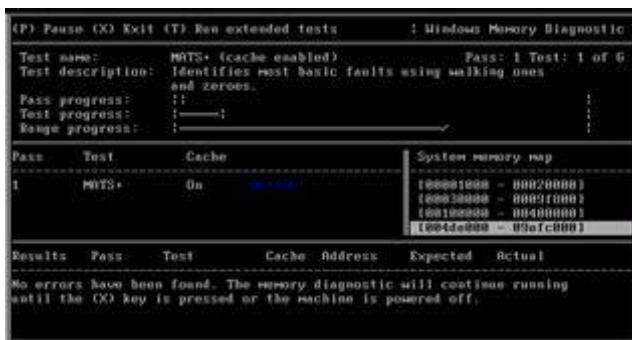 (P) Pause (X) Exit (T) Run extended tests | Windows Memory Diagnostic
Test name: MATS+ (cache enabled) Pass: 1 Test: 1 of 6
Test description: Identifies most basic faults using walking ones
and zeroes.
Pass progress:
Test progress:
Range progress:
Pass Test Cache System memory map
1 MATS+ On
[00001000 - 00020000]
[00030000 - 0009f800]
[00100000 - 00400000]
[004de000 - 09afc000]
Results Pass Test Cache Address Expected Actual
No errors have been found. The memory diagnostic will continue running
until the (X) key is pressed or the machine is powered off.